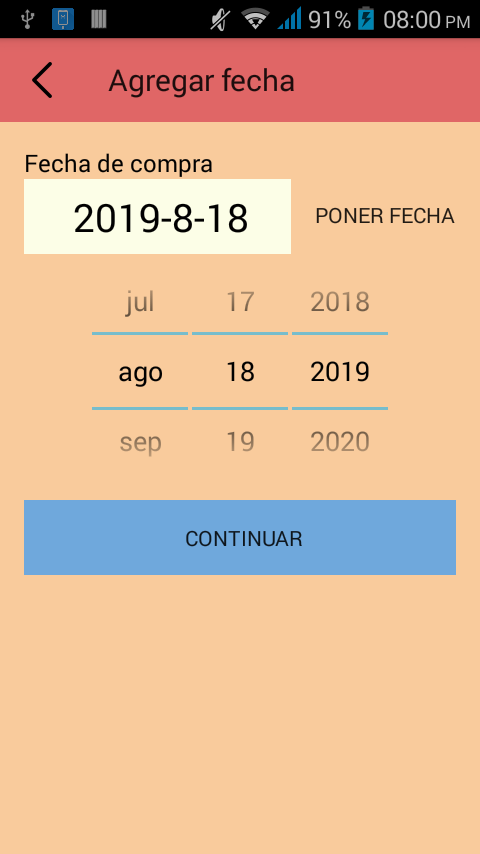 91% 08:00 PM
Agregar fecha
Fecha de compra
2019-8-18 PONER FECHA
jul 17 2018
ago 18 2019
sep 19 2020
CONTINUAR